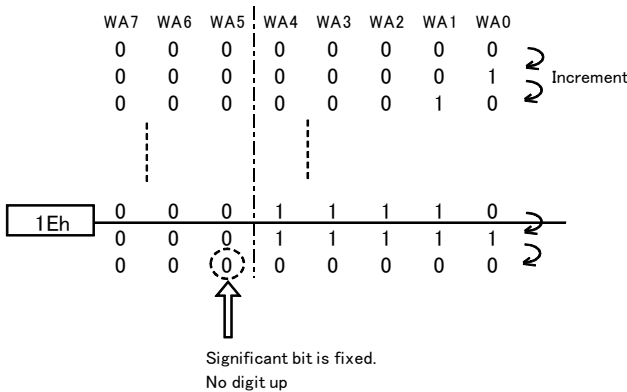 WA7 WA6 WA5 WA4 WA3 WA2 WA1 WA0
0 0 0 0 0 0 0 0
0 0 0 0 0 0 0 1
Increment
0 0 0 0 0 0 1 0
0 0 0 1 1 1 1 0
1Eh
0 0 0 1 1 1 1 1
0 0 0 0 0 0 0 0
Significant bit is fixed.
No digit up